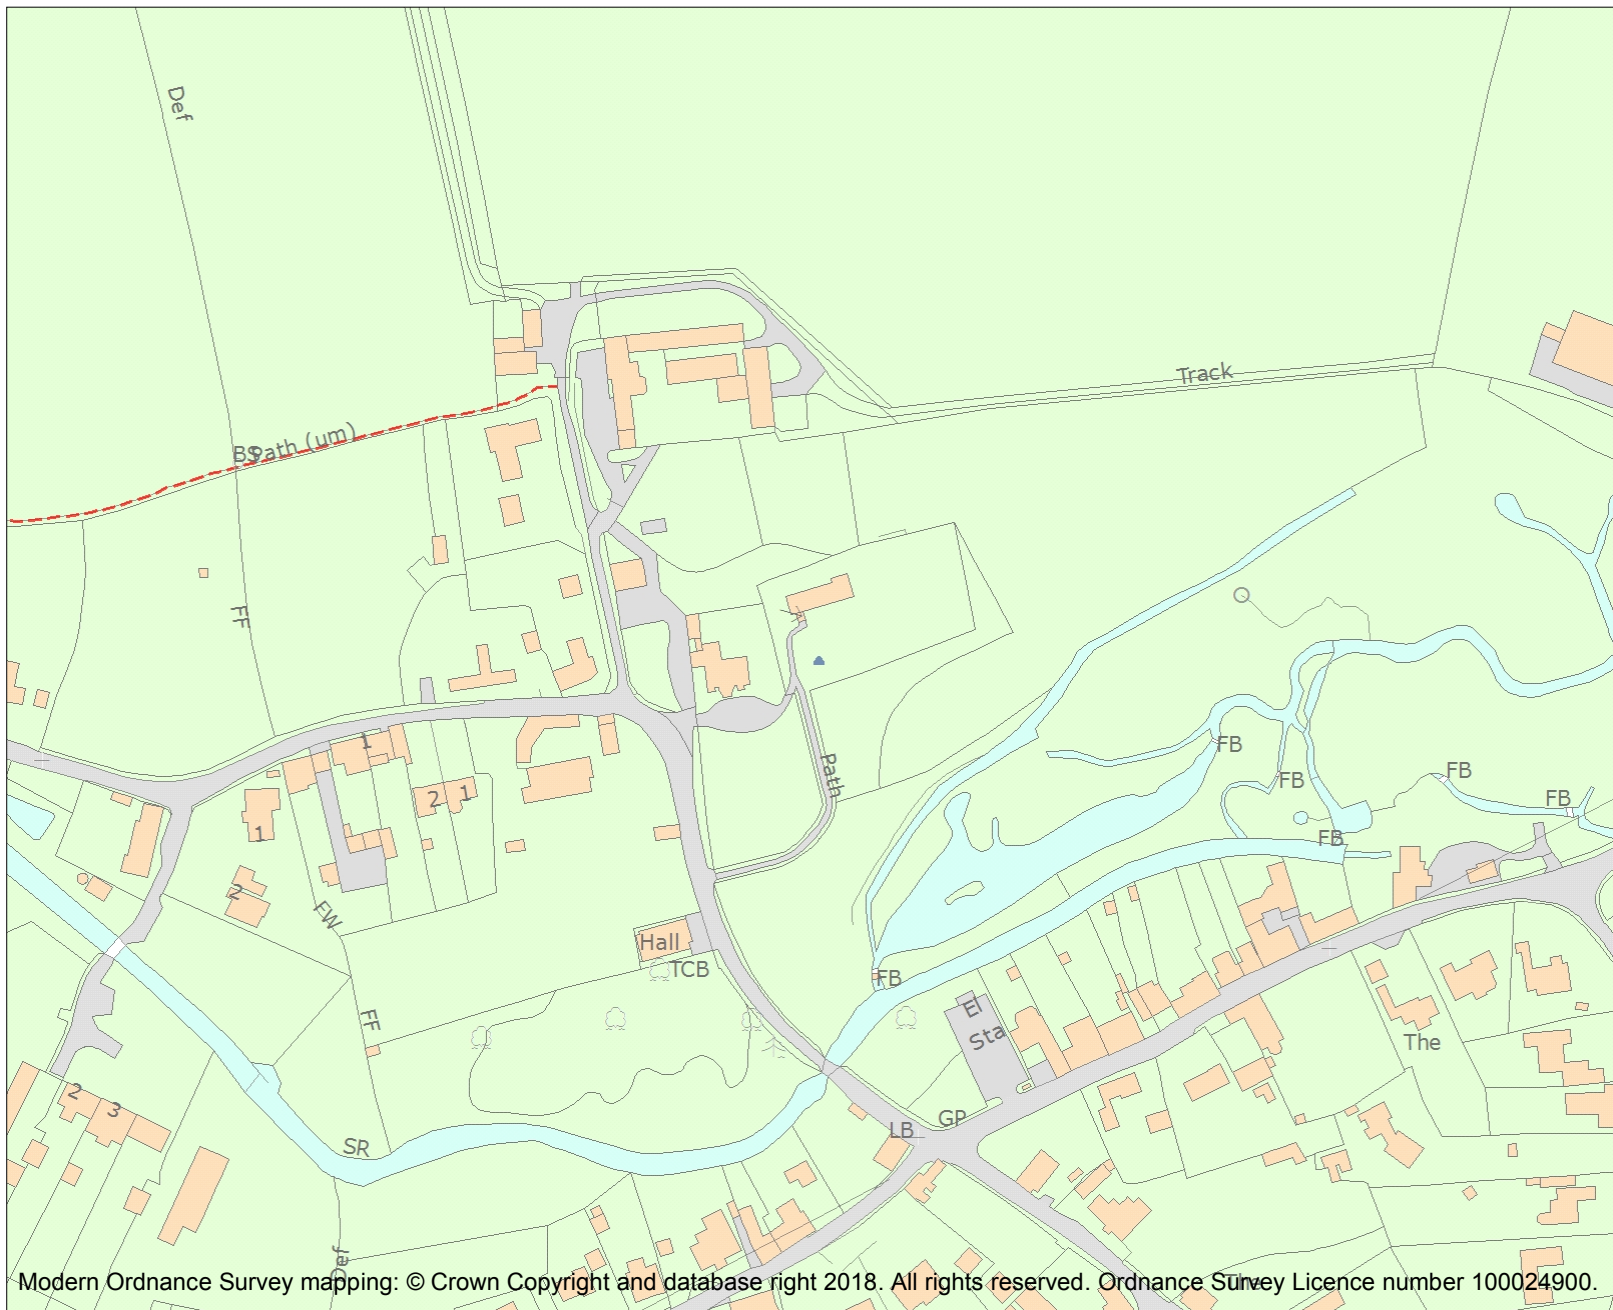 Def
Track
BS
Path (um)
FF
1
FB
Path
FB
FB
2 1
FB
1
FB
2
FW
Hall
TCB
FB
El
Sta
FF
The
2
3
GP
LB
SR
Def
The
Modern Ordnance Survey mapping: © Crown Copyright and database right 2018. All rights reserved. Ordnance Survey Licence number 100024900.